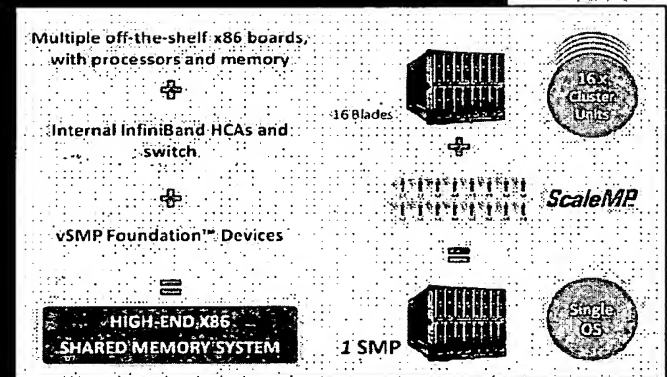 Multiple off-the-shelf x86 boards,
with processors and memory
+
Internal InfiniBand HCAs and
switch
+
vSMP Foundation™ Devices
=
HIGH-END X86
SHARED MEMORY SYSTEM
16 Blades
16 x
Cluster
Units
+
ScaleMP
=
1 SMP
Single
OS